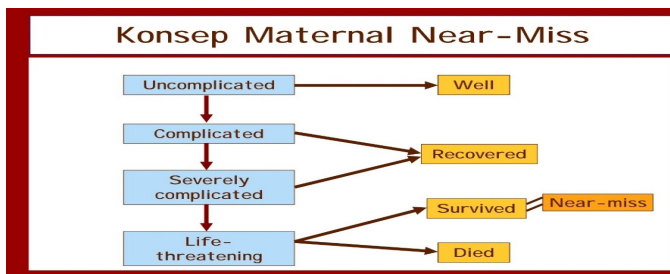 Konsep Maternal Near-Miss
Uncomplicated
Well
Complicated
Recovered
Severely
complicated
Survived
Near-miss
Life-
threatening
Died